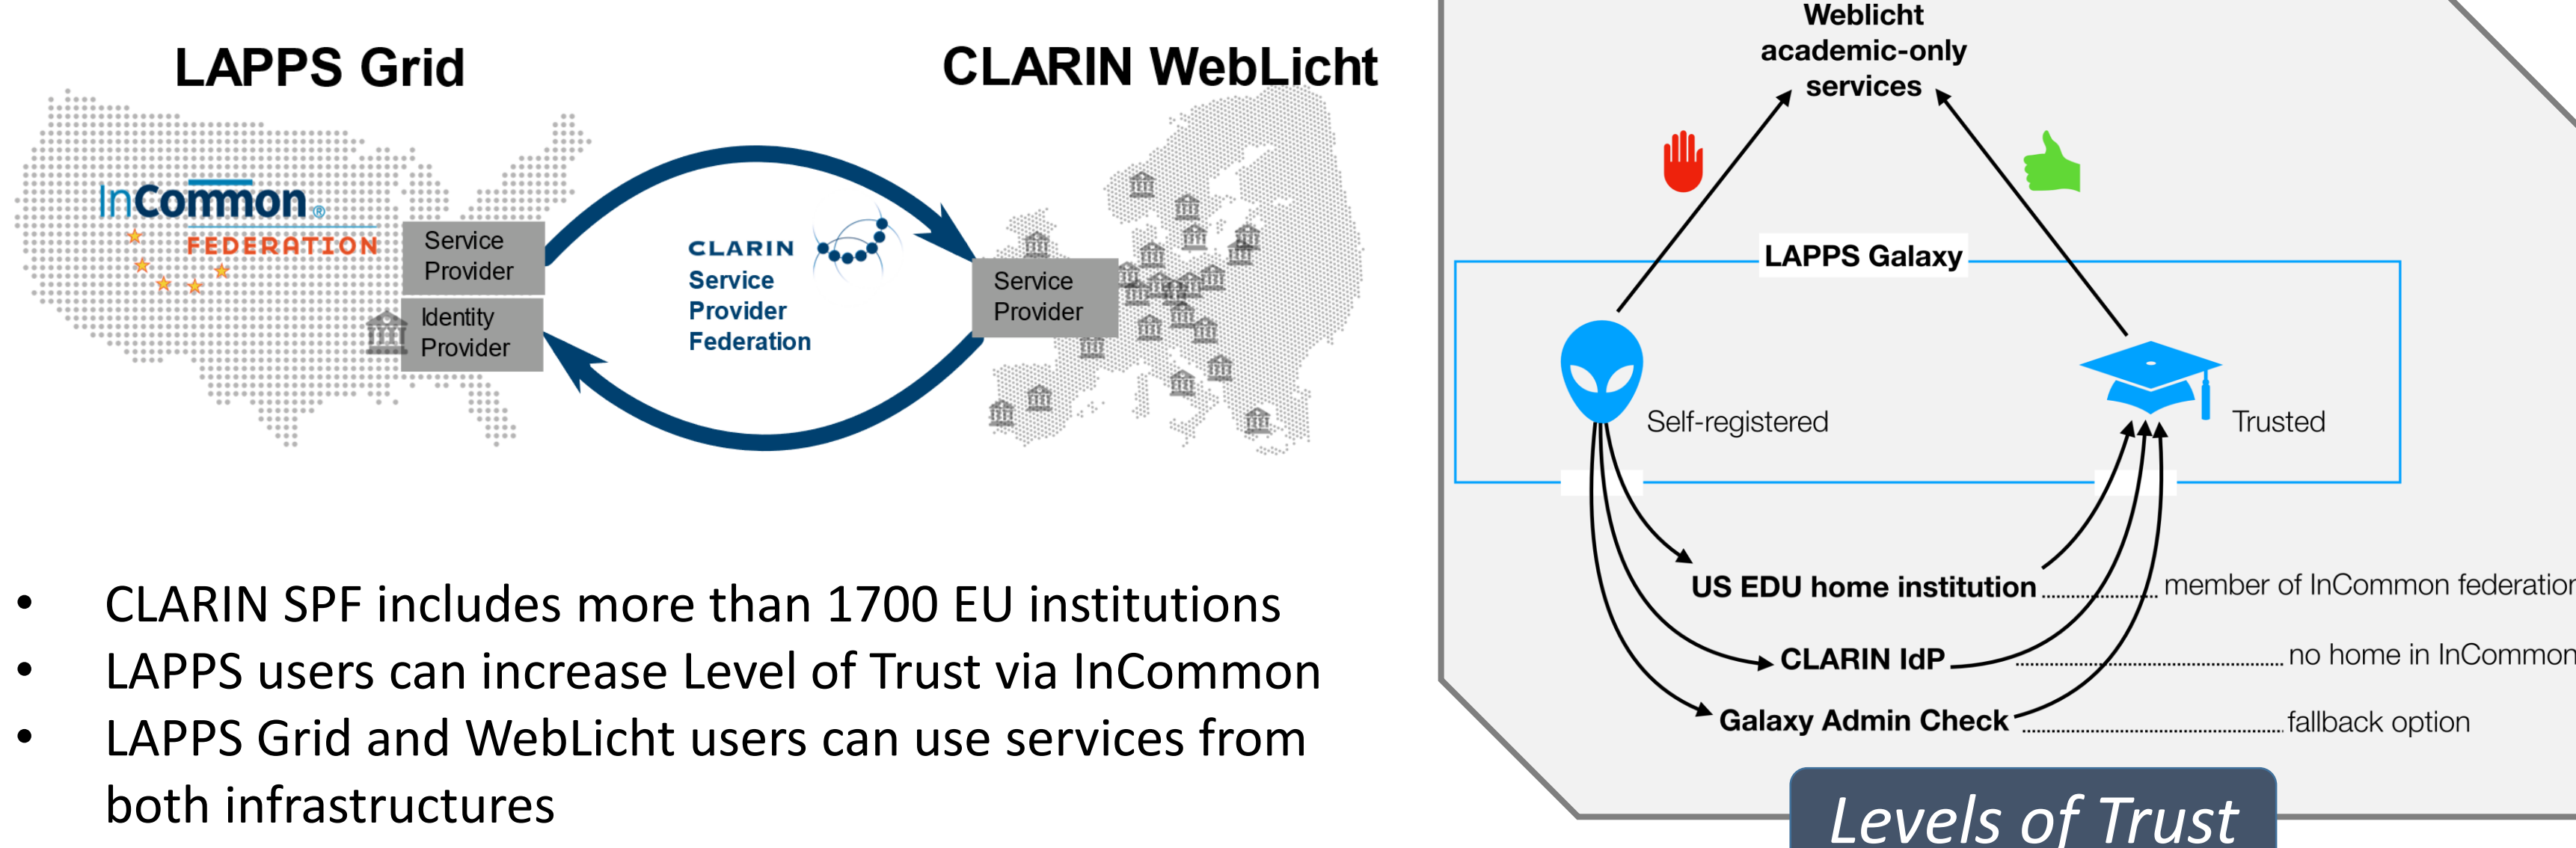 LAPPS Grid
CLARIN WebLicht
InCommon®
FEDERATION
Service
Provider
Identity
Provider
CLARIN
Service
Provider
Federation
Service
Provider
• CLARIN SPF includes more than 1700 EU institutions
• LAPPS users can increase Level of Trust via InCommon
• LAPPS Grid and WebLicht users can use services from
both infrastructures
Weblicht
academic-only
services
LAPPS Galaxy
Self-registered
Trusted
US EDU home institution
member of InCommon federation
CLARIN IdP
no home in InCommon
Galaxy Admin Check
fallback option
Levels of Trust